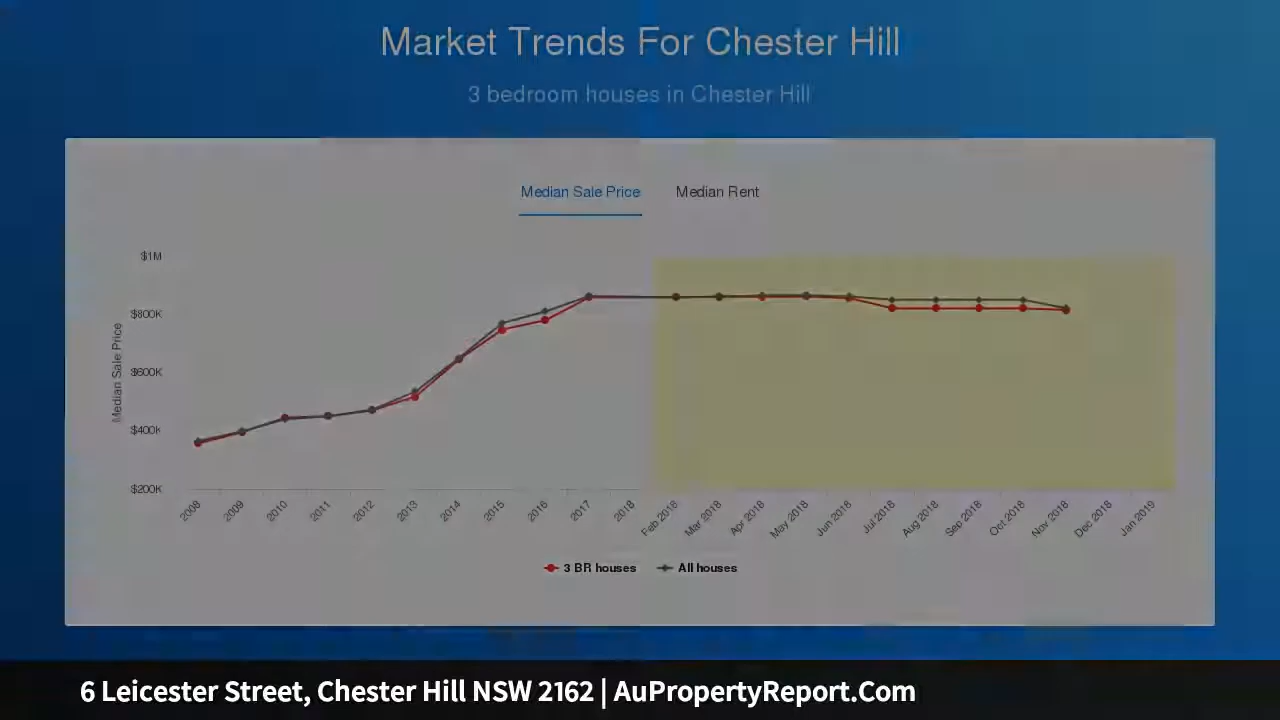 Market Trends For Chester Hill
3 bedroom houses in Chester Hill
Median Sale Price Median Rent
Median Sale Price
$1M
$800K
$600K
$400K
$200K
2008 2009 2010 2011 2012 2013 2014 2015 2016 2017 2018 Feb 2018 Mar 2018 Apr 2018 May 2018 Jun 2018 Jul 2018 Aug 2018 Sep 2018 Oct 2018 Nov 2018 Dec 2018 Jan 2019
3 BR houses All houses
6 Leicester Street, Chester Hill NSW 2162 | AuPropertyReport.Com